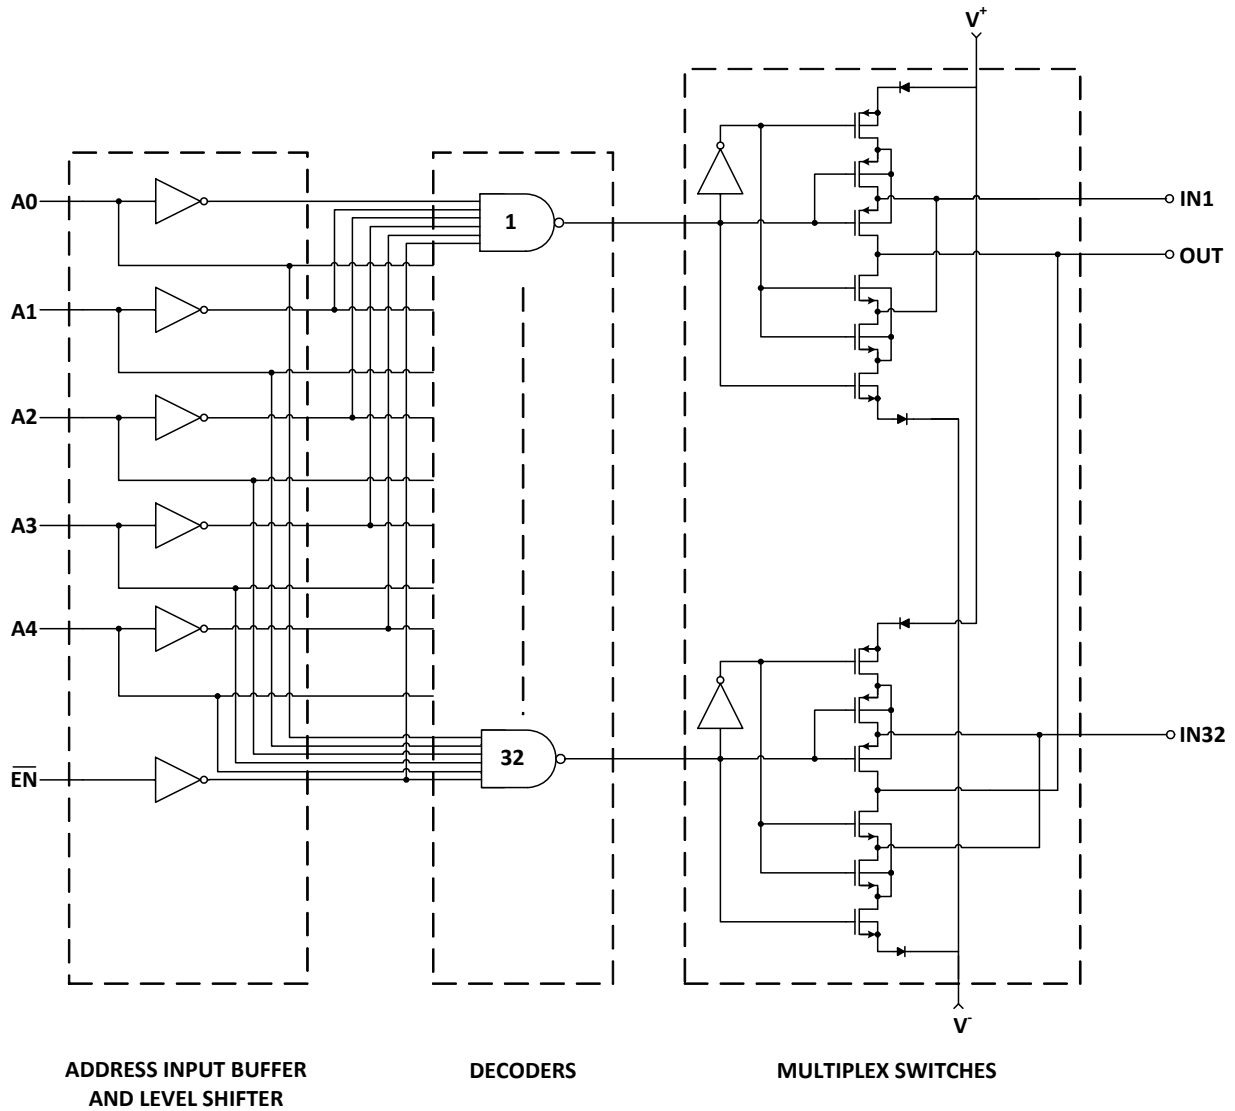 V⁺
A0
1
IN1
OUT
A1
A2
A3
A4
32
IN32
E̅N̅
V⁻
ADDRESS INPUT BUFFER
AND LEVEL SHIFTER
DECODERS
MULTIPLEX SWITCHES